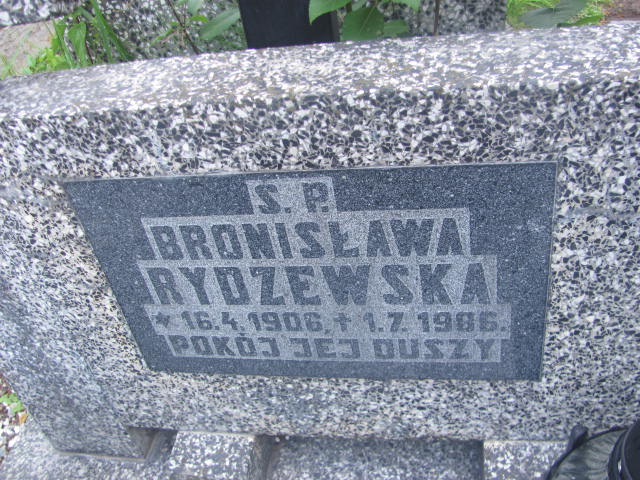 S. P.
BRONISŁAWA
RYDZEWSKA
* 16.4.1906. + 1.7.1986.
POKÓJ JEJ DUSZY